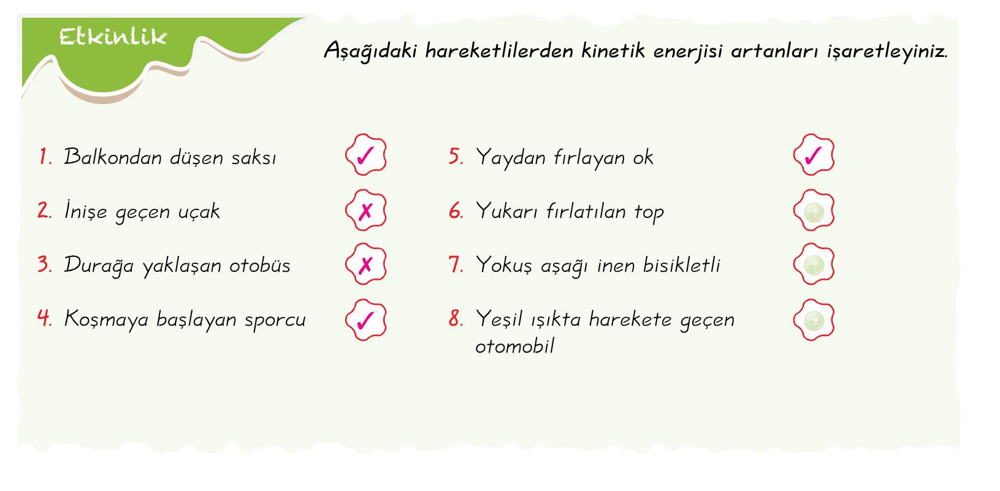 Etkinlik
Aşağıdaki hareketlilerden kinetik enerjisi artanları işaretleyiniz.
1. Balkondan düşen saksı ✓
2. İnişe geçen uçak ✗
3. Durağa yaklaşan otobüs ✗
4. Koşmaya başlayan sporcu ✓
5. Yaydan fırlayan ok ✓
6. Yukarı fırlatılan top ?
7. Yokuş aşağı inen bisikletli ?
8. Yeşil ışıkta harekete geçen ?
otomobil